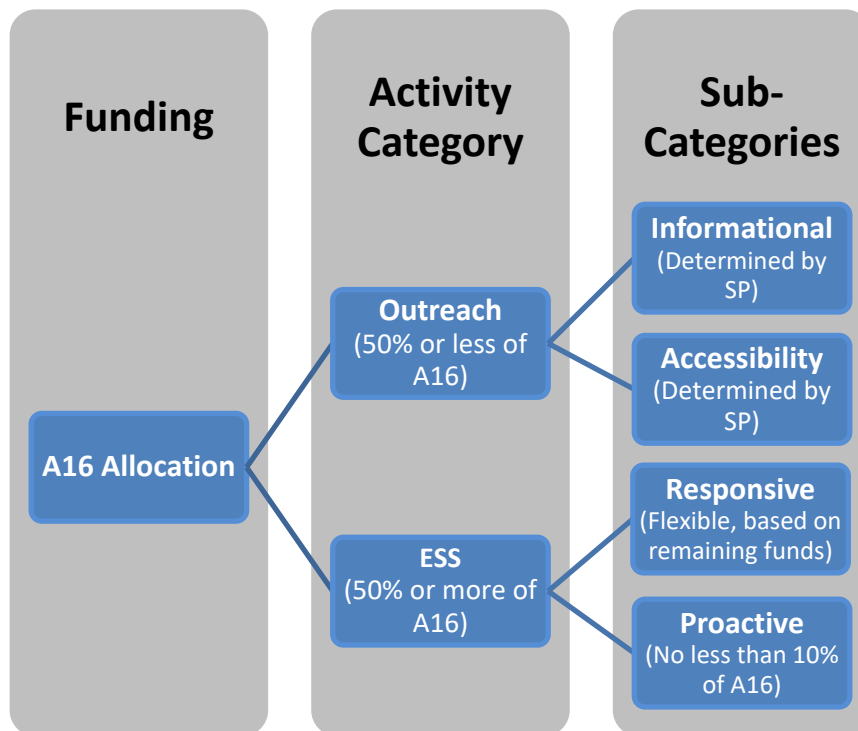 Funding
Activity
Category
Sub-
Categories
A16 Allocation
Outreach
(50% or less of
A16)
ESS
(50% or more of
A16)
Informational
(Determined by
SP)
Accessibility
(Determined by
SP)
Responsive
(Flexible, based on
remaining funds)
Proactive
(No less than 10%
of A16)